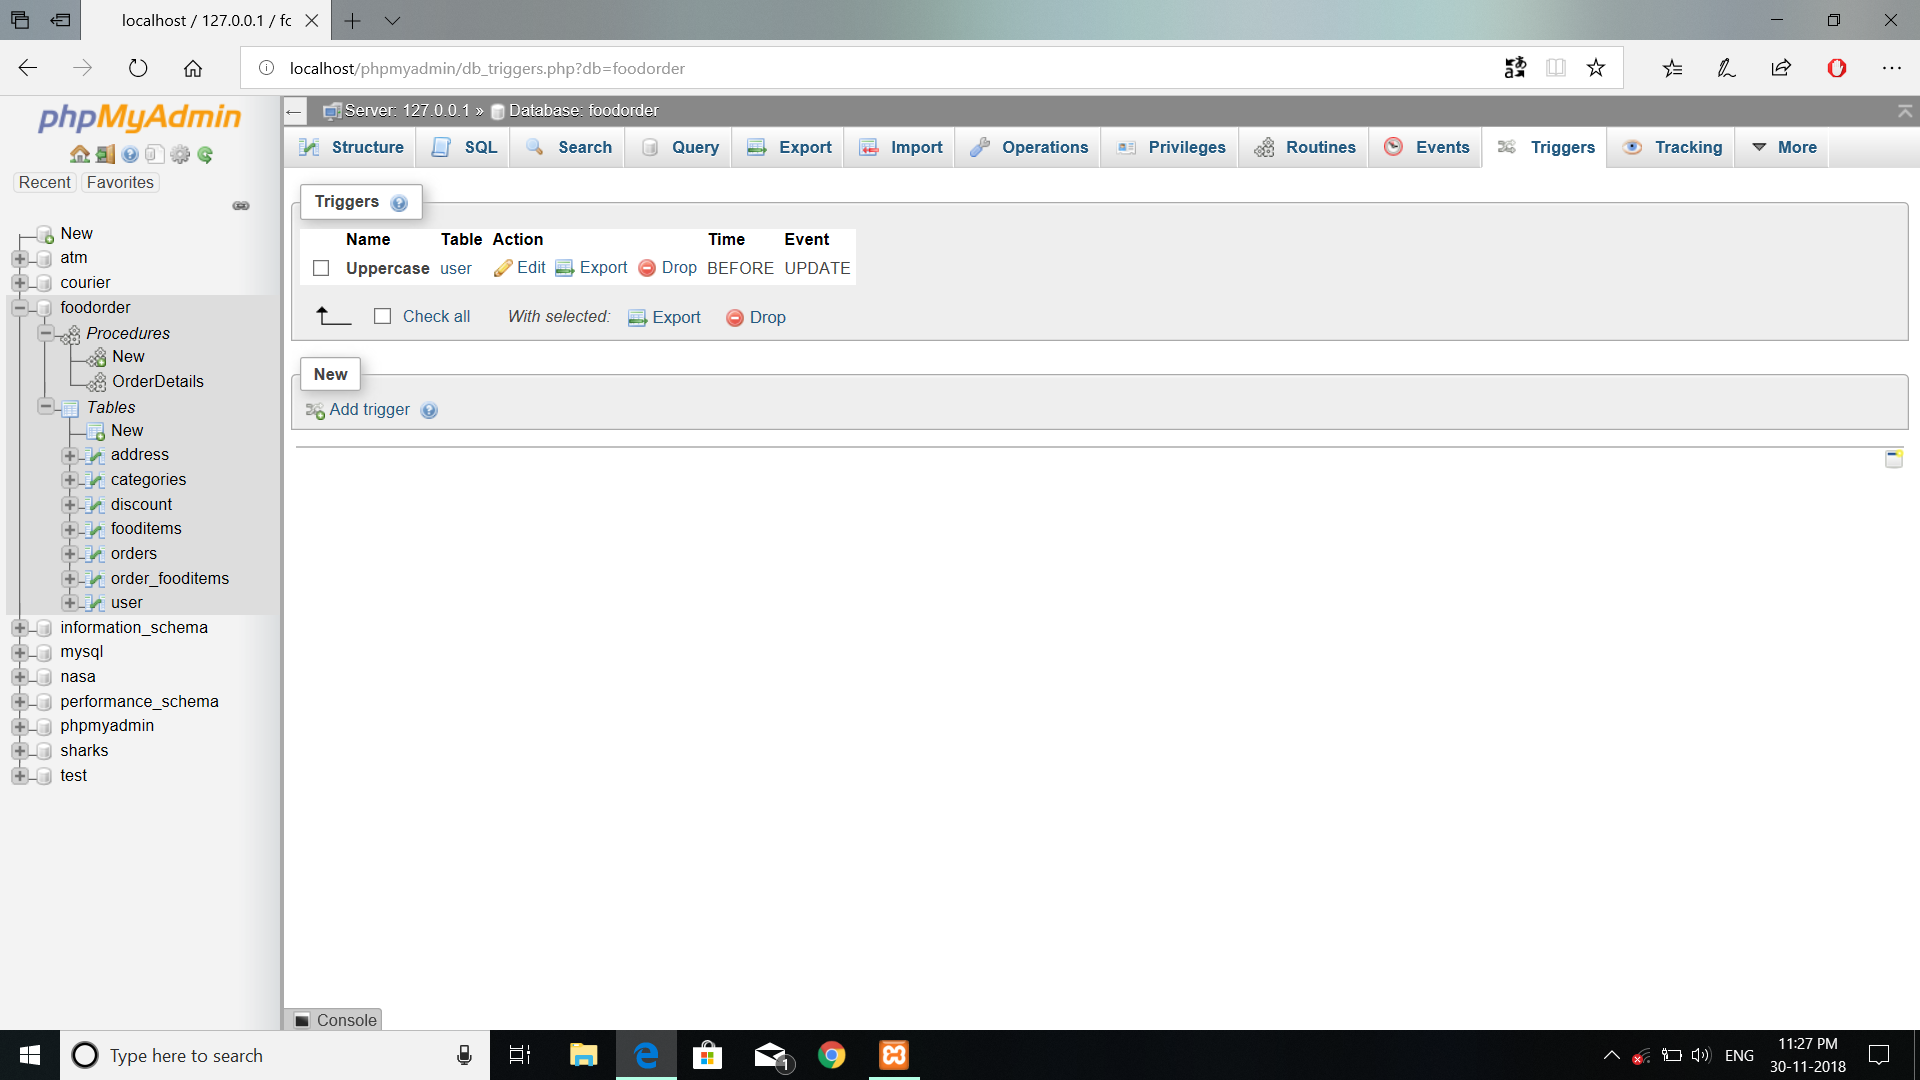 localhost / 127.0.0.1 / fc
localhost/phpmyadmin/db_triggers.php?db=foodorder
phpMyAdmin
Recent Favorites
New
atm
courier
foodorder
Procedures
New
OrderDetails
Tables
New
address
categories
discount
fooditems
orders
order_fooditems
user
information_schema
mysql
nasa
performance_schema
phpmyadmin
sharks
test
Server: 127.0.0.1 » Database: foodorder
Structure SQL Search Query Export Import Operations Privileges Routines Events Triggers Tracking More
Triggers
Name Table Action Time Event
Uppercase user Edit Export Drop BEFORE UPDATE
Check all With selected: Export Drop
New
Add trigger
Console
Type here to search
1
ENG
11:27 PM
30-11-2018